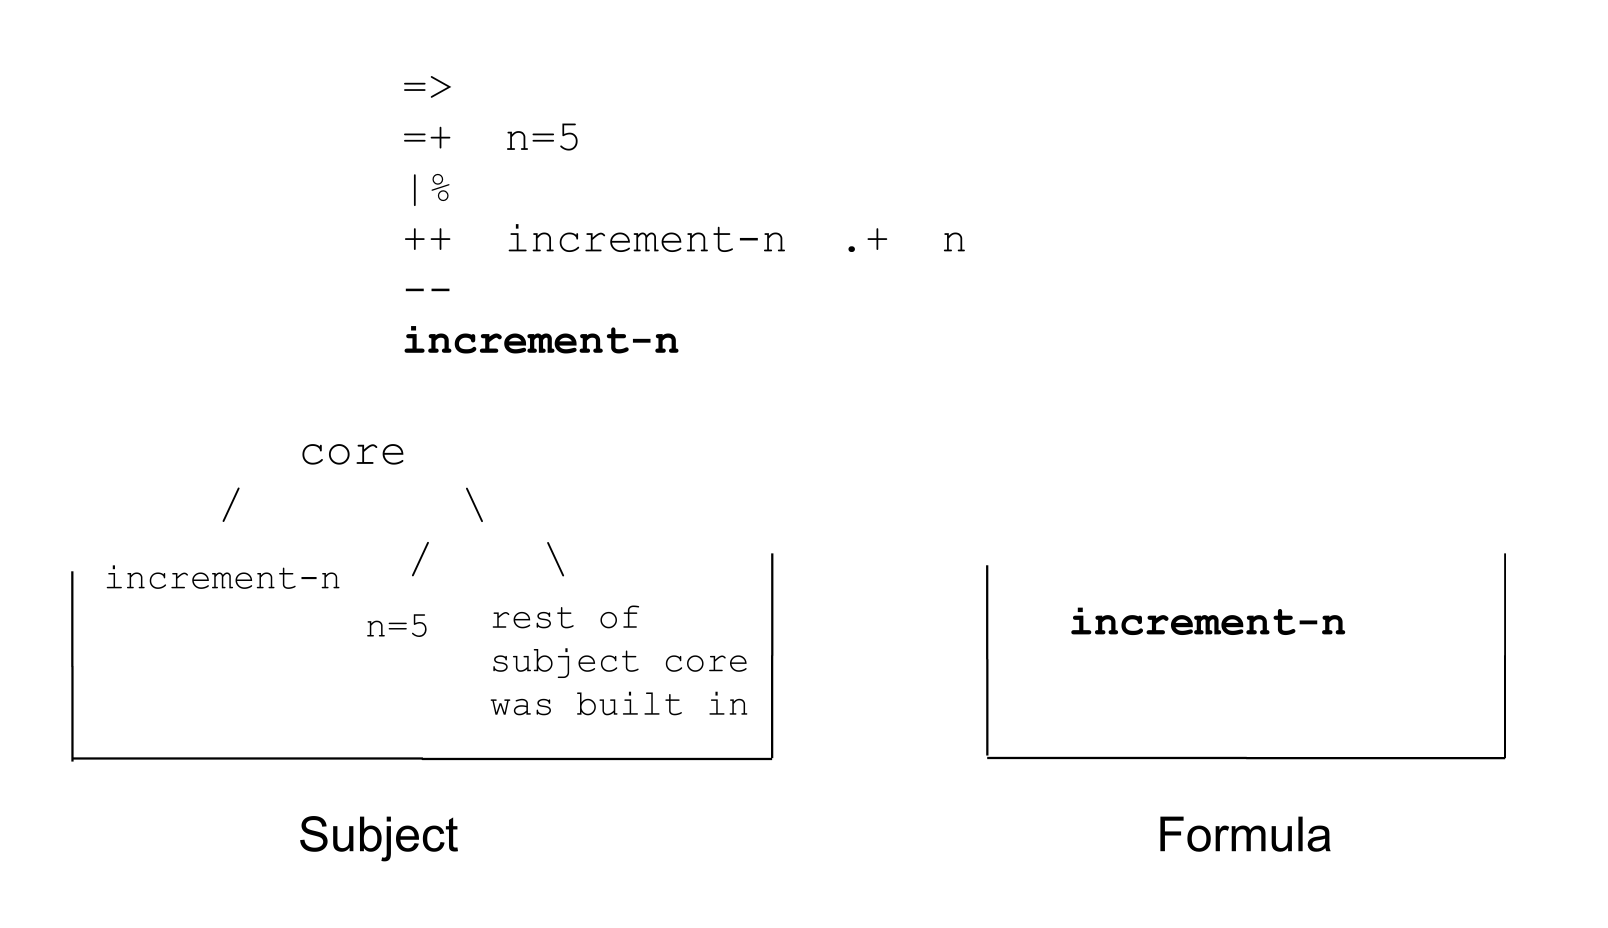 =>
=+  n=5
|%
++  increment-n  .+  n
--
increment-n
core
/ \
/ \
increment-n
n=5
rest of
subject core
was built in
increment-n
Subject
Formula